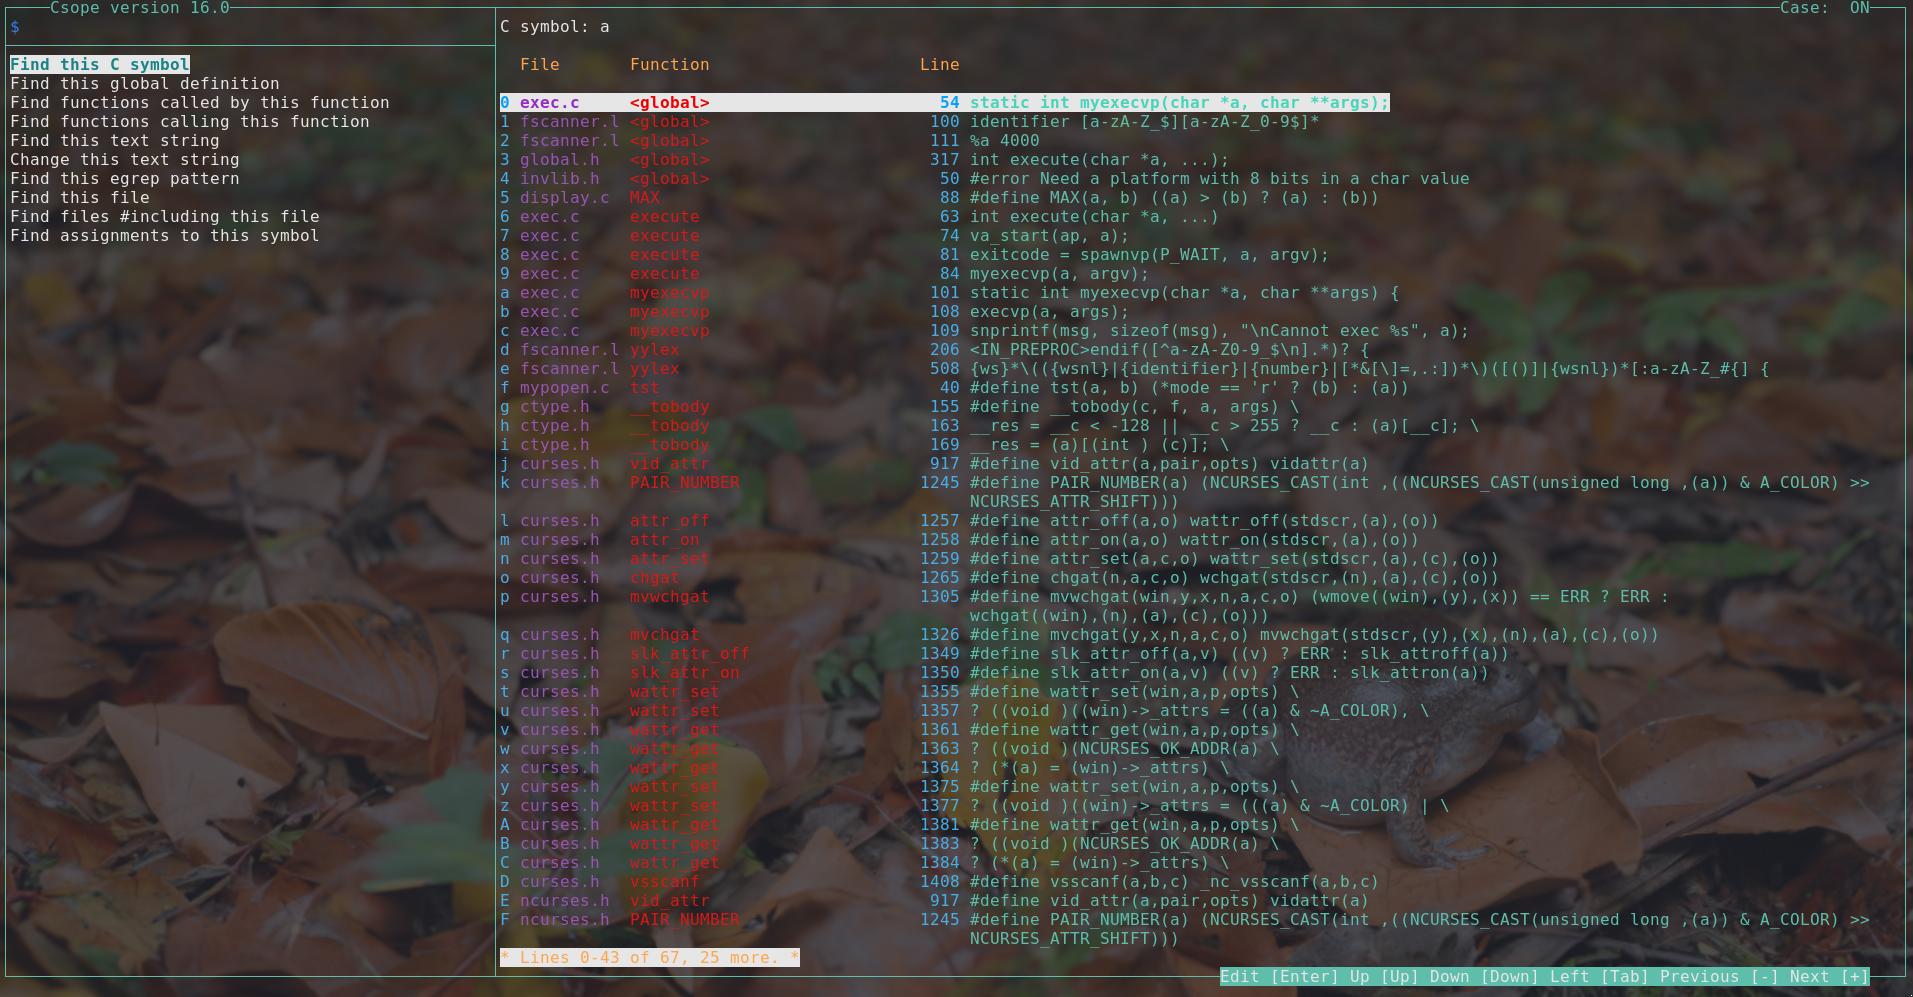 Csope version 16.0 Case: ON
$
Find this C symbol
Find this global definition
Find functions called by this function
Find functions calling this function
Find this text string
Change this text string
Find this egrep pattern
Find this file
Find files #including this file
Find assignments to this symbol
C symbol: a
File Function Line
0 exec.c <global> 54 static int myexecvp(char *a, char **args);
1 fscanner.l <global> 100 identifier [a-zA-Z_$][a-zA-Z_0-9$]*
2 fscanner.l <global> 111 %a 4000
3 global.h <global> 317 int execute(char *a, ...);
4 invlib.h <global> 50 #error Need a platform with 8 bits in a char value
5 display.c MAX 88 #define MAX(a, b) ((a) > (b) ? (a) : (b))
6 exec.c execute 63 int execute(char *a, ...)
7 exec.c execute 74 va_start(ap, a);
8 exec.c execute 81 exitcode = spawnvp(P_WAIT, a, argv);
9 exec.c execute 84 myexecvp(a, argv);
a exec.c myexecvp 101 static int myexecvp(char *a, char **args) {
b exec.c myexecvp 108 execvp(a, args);
c exec.c myexecvp 109 snprintf(msg, sizeof(msg), "\nCannot exec %s", a);
d fscanner.l yylex 206 <IN_PREPROC>endif([^a-zA-Z0-9_$\n].*)? {
e fscanner.l yylex 508 {ws}*\(({wsnl}|{identifier}|{number}|[*&[\]=,.:])*\)([()]|{wsnl})*[:a-zA-Z_#{] {
f mypopen.c tst 40 #define tst(a, b) (*mode == 'r' ? (b) : (a))
g ctype.h __tobody 155 #define __tobody(c, f, a, args) \
h ctype.h __tobody 163 __res = __c < -128 || __c > 255 ? __c : (a)[__c]; \
i ctype.h __tobody 169 __res = (a)[(int ) (c)]; \
j curses.h vid_attr 917 #define vid_attr(a,pair,opts) vidattr(a)
k curses.h PAIR_NUMBER 1245 #define PAIR_NUMBER(a) (NCURSES_CAST(int ,((NCURSES_CAST(unsigned long ,(a)) & A_COLOR) >>
NCURSES_ATTR_SHIFT)))
l curses.h attr_off 1257 #define attr_off(a,o) wattr_off(stdscr,(a),(o))
m curses.h attr_on 1258 #define attr_on(a,o) wattr_on(stdscr,(a),(o))
n curses.h attr_set 1259 #define attr_set(a,c,o) wattr_set(stdscr,(a),(c),(o))
o curses.h chgat 1265 #define chgat(n,a,c,o) wchgat(stdscr,(n),(a),(c),(o))
p curses.h mvwchgat 1305 #define mvwchgat(win,y,x,n,a,c,o) (wmove((win),(y),(x)) == ERR ? ERR :
wchgat((win),(n),(a),(c),(o)))
q curses.h mvchgat 1326 #define mvchgat(y,x,n,a,c,o) mvwchgat(stdscr,(y),(x),(n),(a),(c),(o))
r curses.h slk_attr_off 1349 #define slk_attr_off(a,v) ((v) ? ERR : slk_attroff(a))
s curses.h slk_attr_on 1350 #define slk_attr_on(a,v) ((v) ? ERR : slk_attron(a))
t curses.h wattr_set 1355 #define wattr_set(win,a,p,opts) \
u curses.h wattr_set 1357 ? ((void )((win)->_attrs = ((a) & ~A_COLOR), \
v curses.h wattr_get 1361 #define wattr_get(win,a,p,opts) \
w curses.h wattr_get 1363 ? ((void )(NCURSES_OK_ADDR(a) \
x curses.h wattr_get 1364 ? (*(a) = (win)->_attrs) \
y curses.h wattr_set 1375 #define wattr_set(win,a,p,opts) \
z curses.h wattr_set 1377 ? ((void )((win)->_attrs = (((a) & ~A_COLOR) | \
A curses.h wattr_get 1381 #define wattr_get(win,a,p,opts) \
B curses.h wattr_get 1383 ? ((void )(NCURSES_OK_ADDR(a) \
C curses.h wattr_get 1384 ? (*(a) = (win)->_attrs) \
D curses.h vsscanf 1408 #define vsscanf(a,b,c) _nc_vsscanf(a,b,c)
E ncurses.h vid_attr 917 #define vid_attr(a,pair,opts) vidattr(a)
F ncurses.h PAIR_NUMBER 1245 #define PAIR_NUMBER(a) (NCURSES_CAST(int ,((NCURSES_CAST(unsigned long ,(a)) & A_COLOR) >>
NCURSES_ATTR_SHIFT)))
* Lines 0-43 of 67, 25 more. *
Edit [Enter] Up [Up] Down [Down] Left [Tab] Previous [-] Next [+]